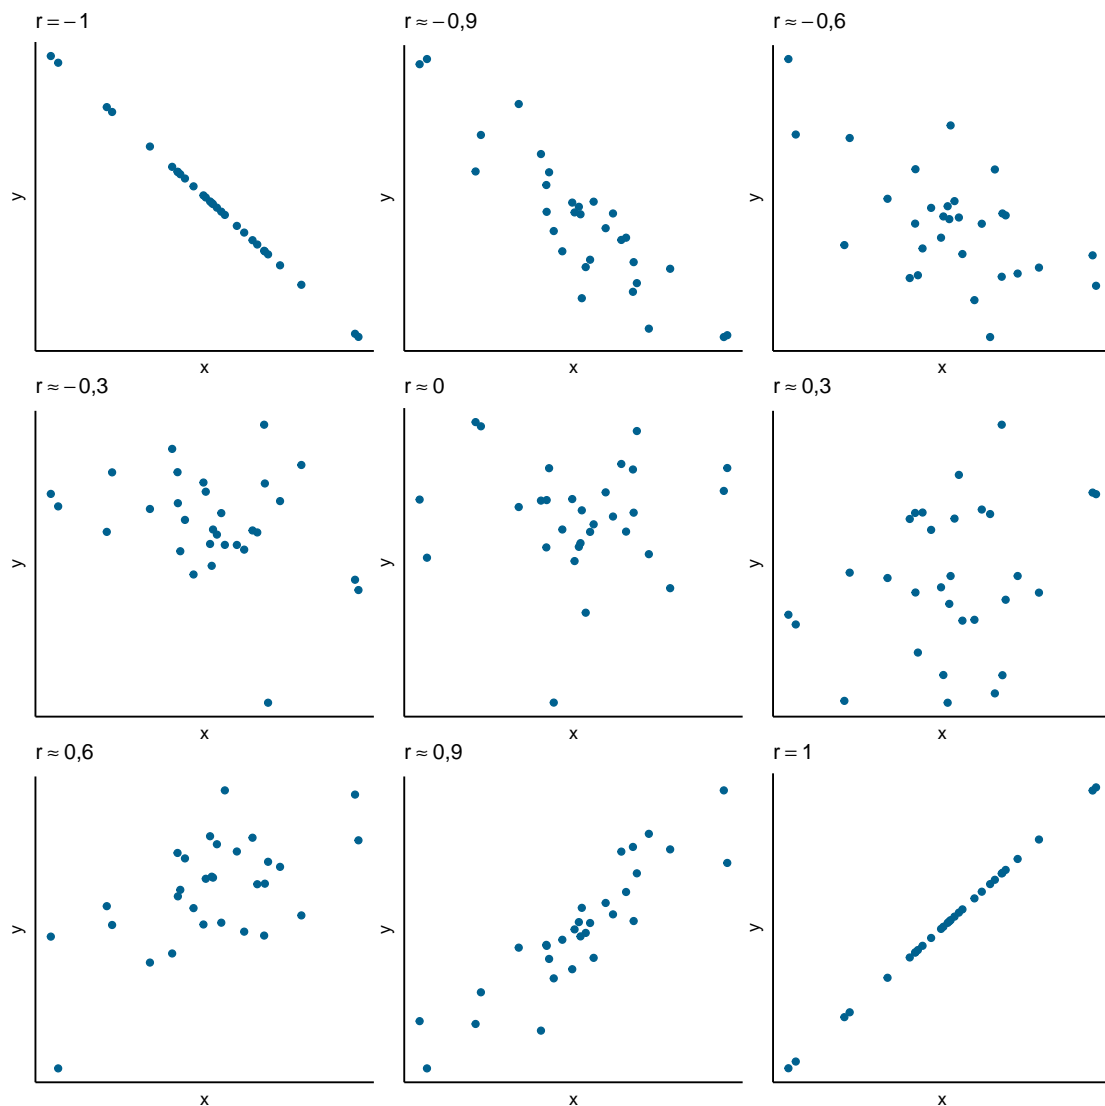 r = −1
r ≈ −0,9
r ≈ −0,6
y
y
y
x
x
x
r ≈ −0,3
r ≈ 0
r ≈ 0,3
y
y
y
x
x
x
r ≈ 0,6
r ≈ 0,9
r = 1
y
y
y
x
x
x